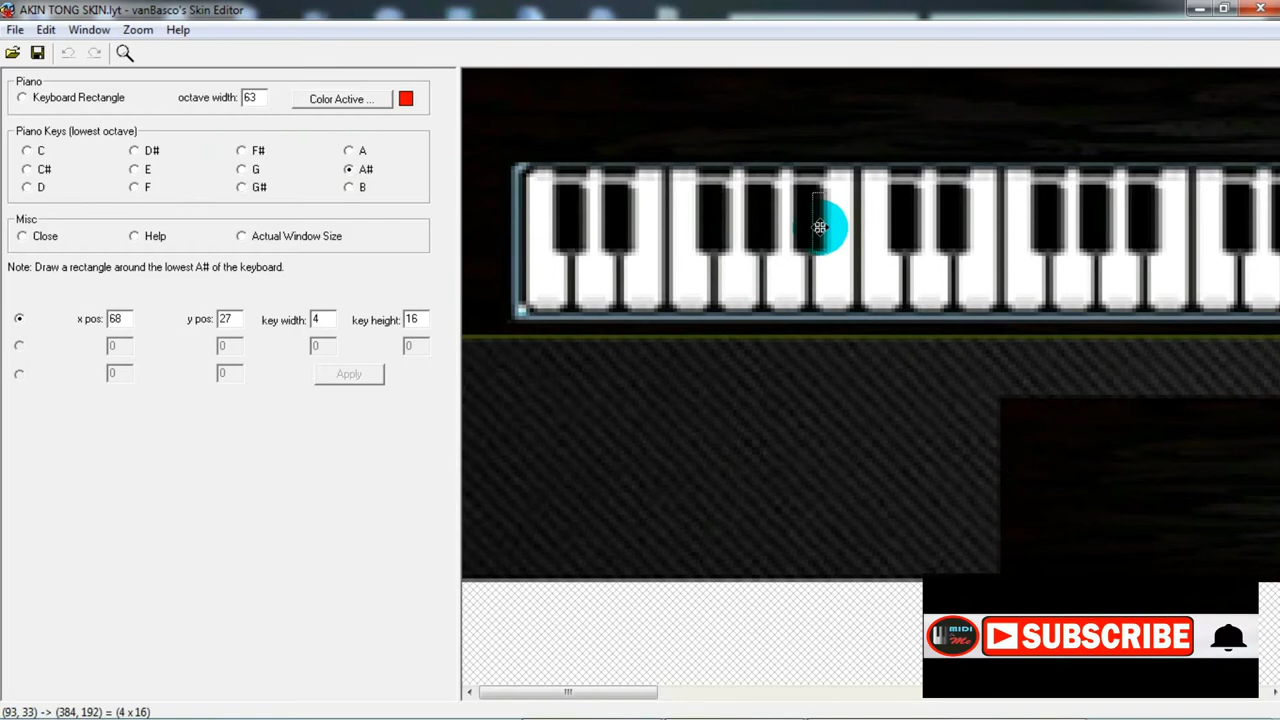 AKIN TONG SKIN.lyt - vanBasco's Skin Editor
File Edit Window Zoom Help
Piano
Keyboard Rectangle octave width: 63 Color Active ...
Piano Keys (lowest octave)
C D# F# A
C# E G A#
D F G# B
Misc
Close Help Actual Window Size
Note: Draw a rectangle around the lowest A# of the keyboard.
x pos: 68 y pos: 27 key width: 4 key height: 16
0 0 0 0
0 0 Apply
MIDI Me SUBSCRIBE
(93, 33) -> (384, 192) = (4 x 16)